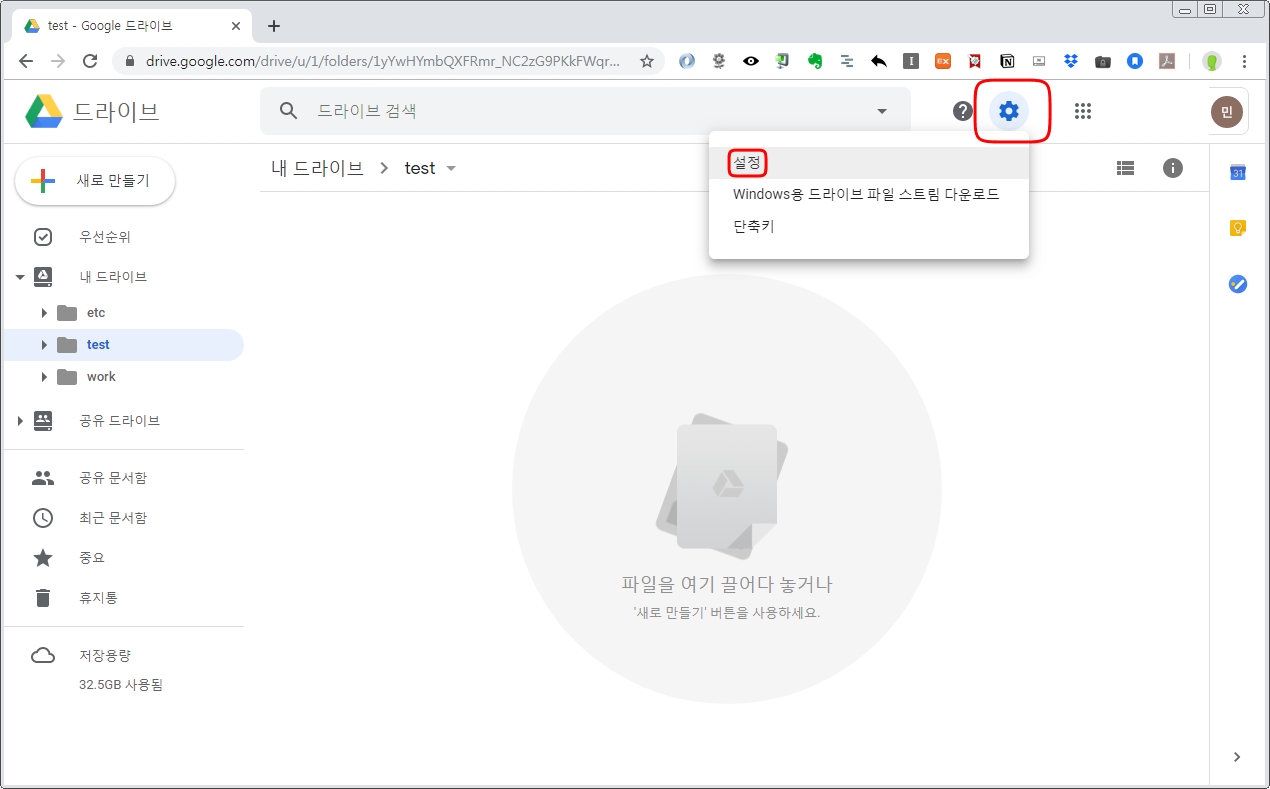 test - Google 드라이브
drive.google.com/drive/u/1/folders/1yYwHYmbQXFRmr_NC2zG9PKkFWqr...
드라이브
드라이브 검색
민
새로 만들기
내 드라이브 > test
설정
Windows용 드라이브 파일 스트림 다운로드
단축키
우선순위
내 드라이브
etc
test
work
공유 드라이브
공유 문서함
최근 문서함
중요
휴지통
저장용량
32.5GB 사용됨
파일을 여기 끌어다 놓거나
'새로 만들기' 버튼을 사용하세요.
31